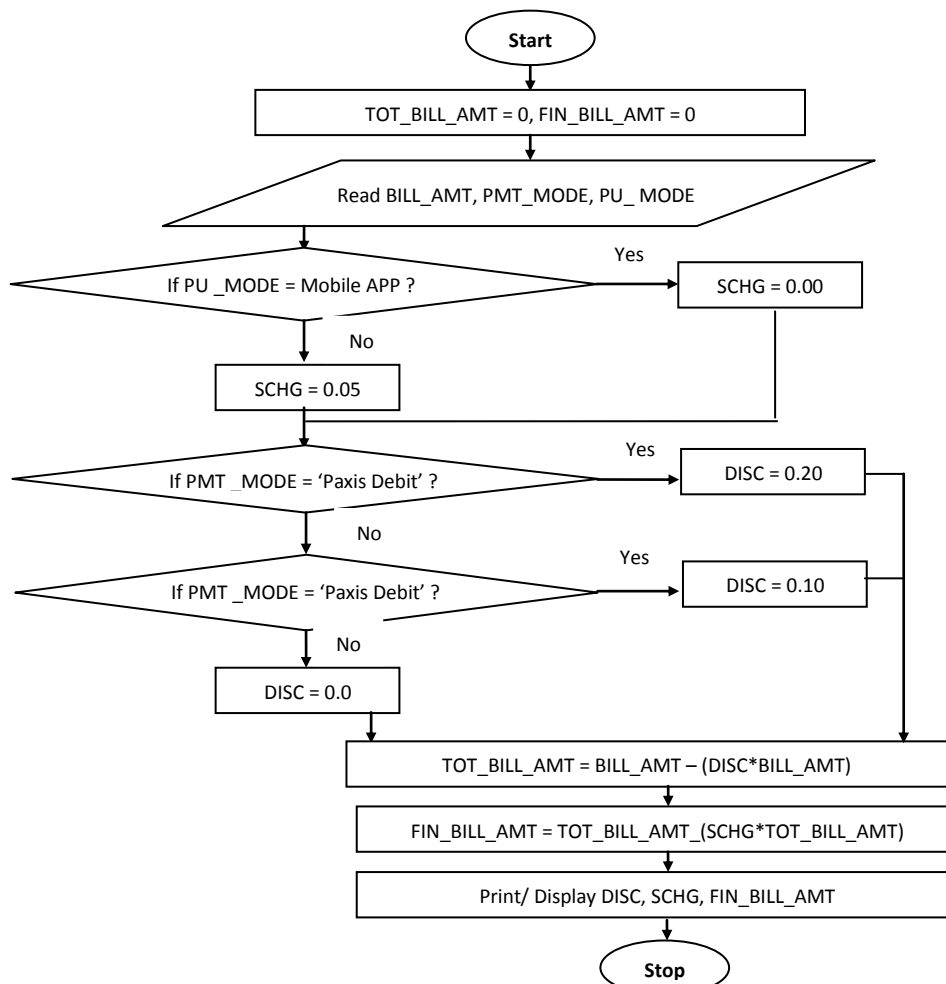 Start
TOT_BILL_AMT = 0, FIN_BILL_AMT = 0
Read BILL_AMT, PMT_MODE, PU_ MODE
If PU _MODE = Mobile APP ?
Yes
SCHG = 0.00
No
SCHG = 0.05
If PMT _MODE = ‘Paxis Debit’ ?
Yes
DISC = 0.20
No
If PMT _MODE = ‘Paxis Debit’ ?
Yes
DISC = 0.10
No
DISC = 0.0
TOT_BILL_AMT = BILL_AMT – (DISC*BILL_AMT)
FIN_BILL_AMT = TOT_BILL_AMT_(SCHG*TOT_BILL_AMT)
Print/ Display DISC, SCHG, FIN_BILL_AMT
Stop